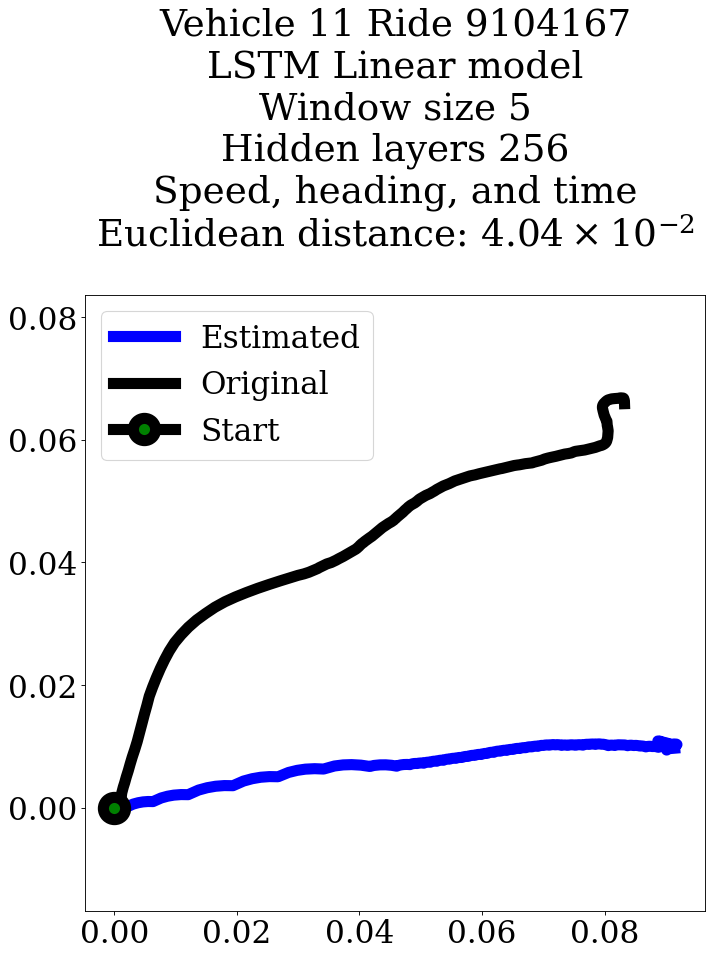 Vehicle 11 Ride 9104167
LSTM Linear model
Window size 5
Hidden layers 256
Speed, heading, and time
Euclidean distance: 4.04 × 10⁻²
Estimated
Original
Start
0.08
0.06
0.04
0.02
0.00
0.00 0.02 0.04 0.06 0.08